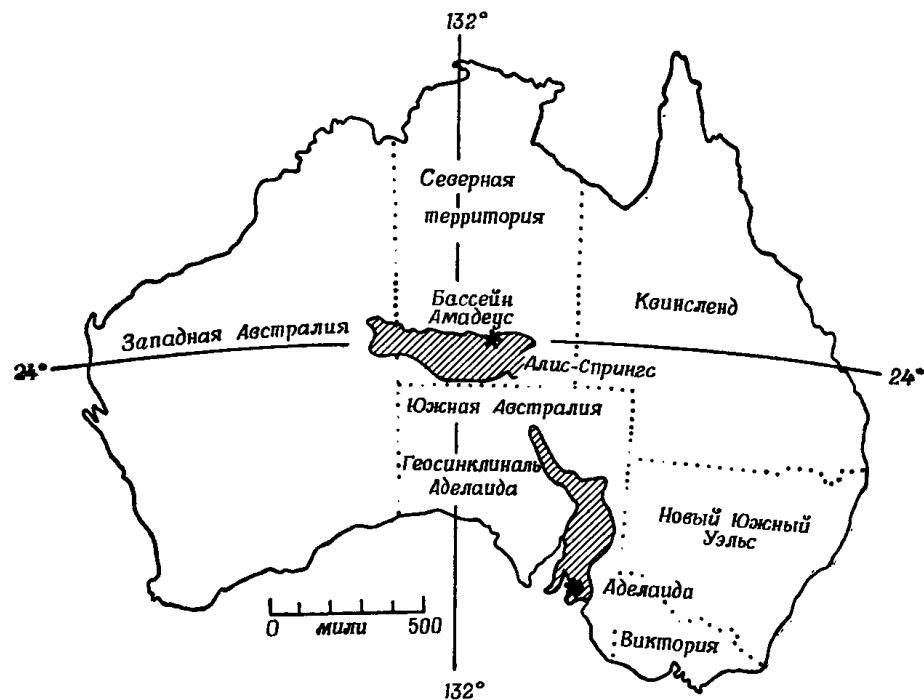 132°
Северная
территория
Бассейн
Амадеус
Квинсленд
Западная Австралия
24°
24°
Алис-Спрингс
Южная Австралия
Геосинклиналь
Аделаида
Новый Южный
Уэльс
Аделаида
0 мили 500
Виктория
132°